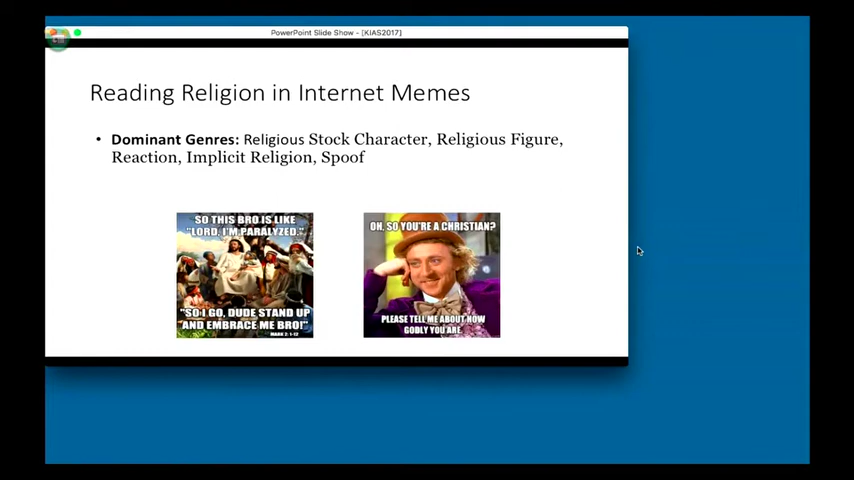 PowerPoint Slide Show - [KIAS2017]
Reading Religion in Internet Memes
• Dominant Genres: Religious Stock Character, Religious Figure,
Reaction, Implicit Religion, Spoof
SO THIS BRO IS LIKE
"LORD, I'M PARALYZED."
"SO I GO, DUDE STAND UP
AND EMBRACE ME BRO!"
MARK 2: 1-12
OH, SO YOU'RE A CHRISTIAN?
PLEASE TELL ME ABOUT HOW
GODLY YOU ARE.